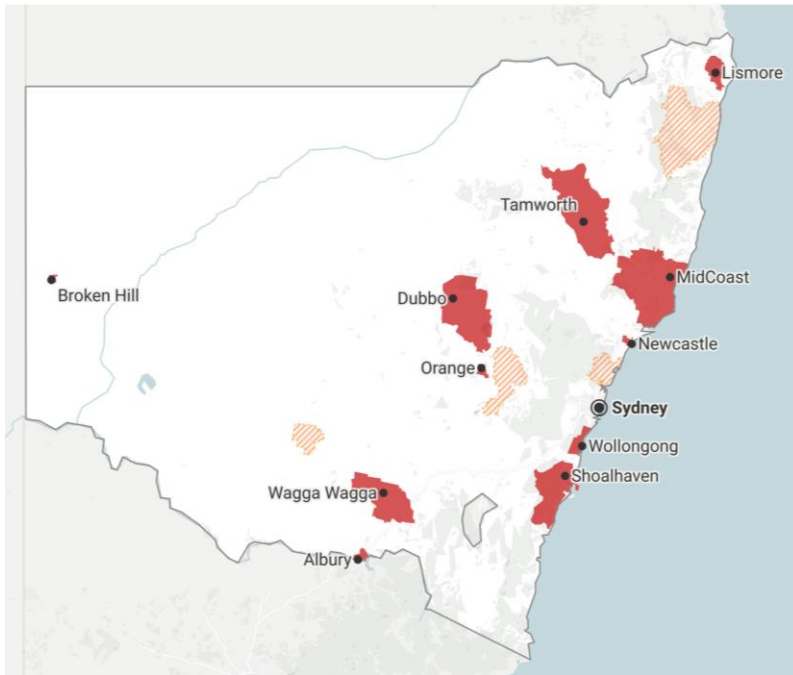 Lismore
Tamworth
MidCoast
Broken Hill
Dubbo
Newcastle
Orange
Sydney
Wollongong
Shoalhaven
Wagga Wagga
Albury